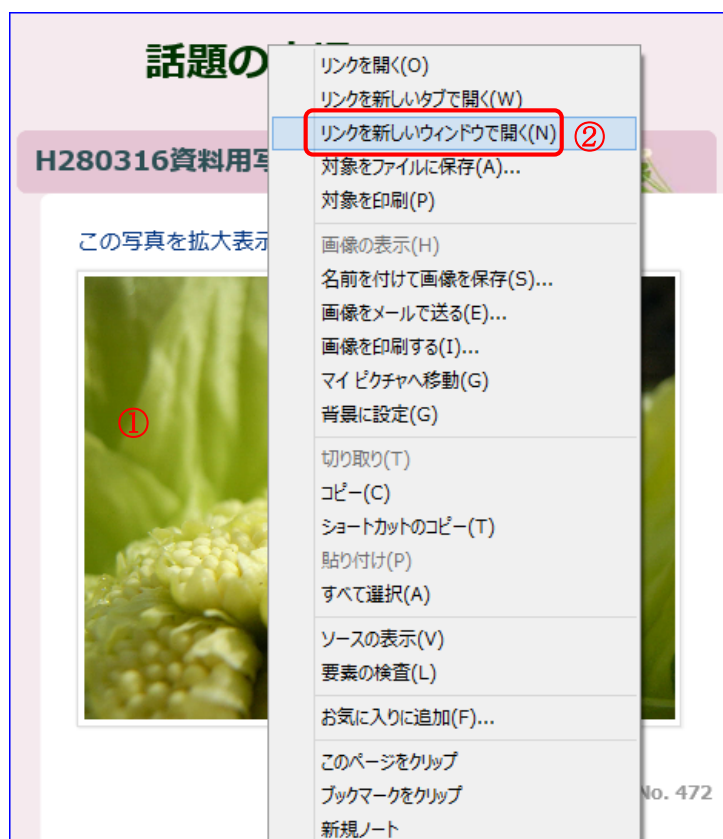 話題の
H280316資料用写
この写真を拡大表示
①
リンクを開く(O)
リンクを新しいタブで開く(W)
リンクを新しいウィンドウで開く(N)
②
対象をファイルに保存(A)...
対象を印刷(P)
画像の表示(H)
名前を付けて画像を保存(S)...
画像をメールで送る(E)...
画像を印刷する(I)...
マイ ピクチャへ移動(G)
背景に設定(G)
切り取り(T)
コピー(C)
ショートカットのコピー(T)
貼り付け(P)
すべて選択(A)
ソースの表示(V)
要素の検査(L)
お気に入りに追加(F)...
このページをクリップ
ブックマークをクリップ
新規ノート
No. 472